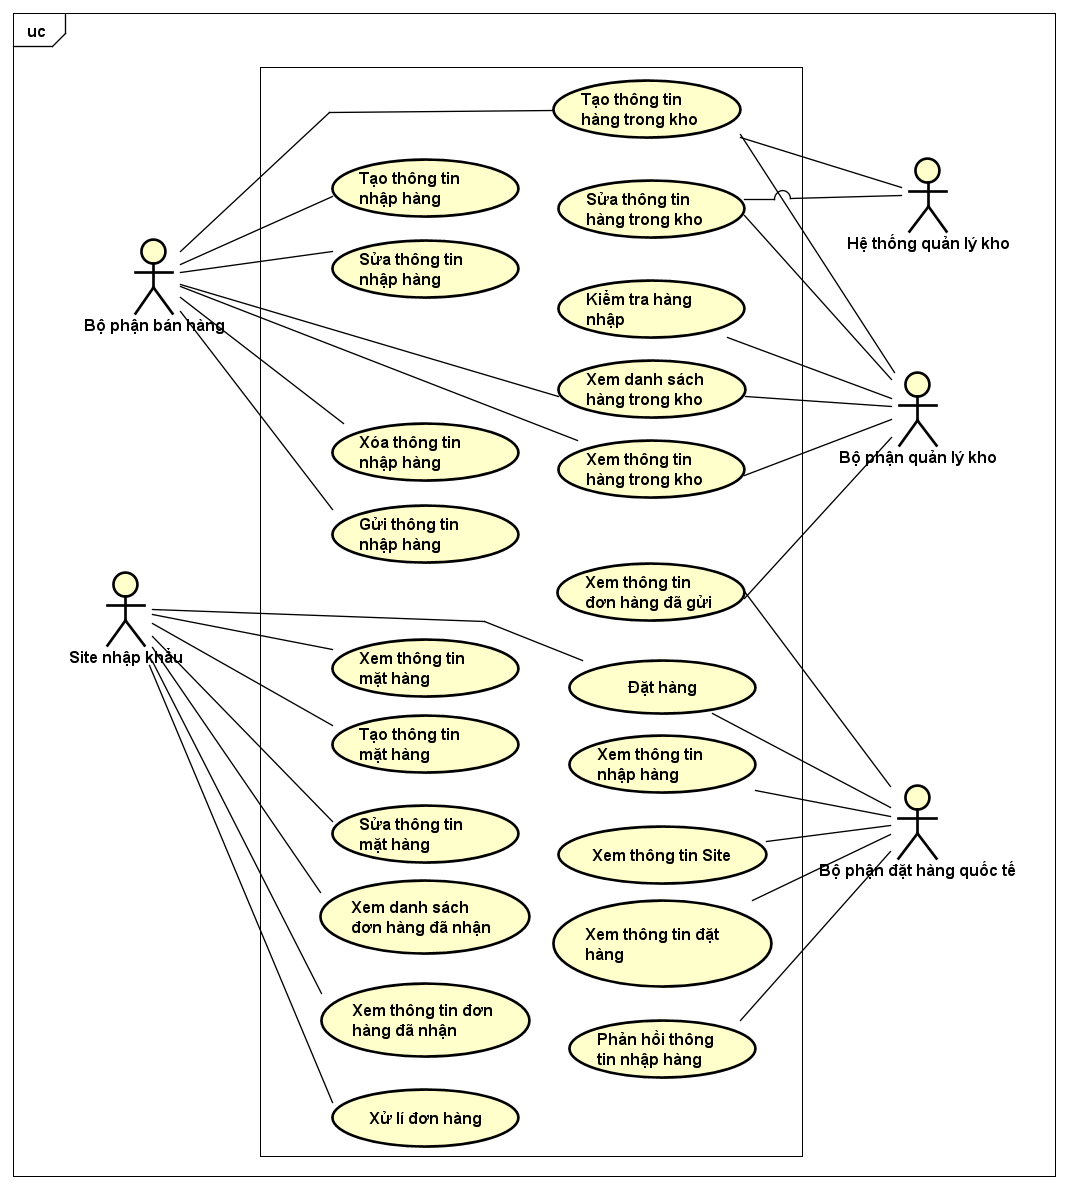 uc
Tạo thông tin
hàng trong kho
Tạo thông tin
nhập hàng
Sửa thông tin
hàng trong kho
Hệ thống quản lý kho
Sửa thông tin
nhập hàng
Bộ phận bán hàng
Kiểm tra hàng
nhập
Xem danh sách
hàng trong kho
Xóa thông tin
nhập hàng
Xem thông tin
hàng trong kho
Bộ phận quản lý kho
Gửi thông tin
nhập hàng
Xem thông tin
đơn hàng đã gửi
Site nhập khẩu
Xem thông tin
mặt hàng
Đặt hàng
Tạo thông tin
mặt hàng
Xem thông tin
nhập hàng
Sửa thông tin
mặt hàng
Xem thông tin Site
Bộ phận đặt hàng quốc tế
Xem danh sách
đơn hàng đã nhận
Xem thông tin đặt
hàng
Xem thông tin đơn
hàng đã nhận
Phản hồi thông
tin nhập hàng
Xử lí đơn hàng